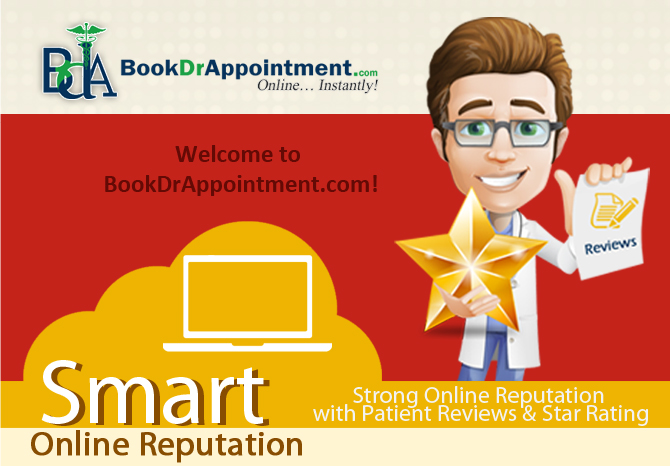 BdA
BookDrAppointment.com
Online... Instantly!
Welcome to
BookDrAppointment.com!
Reviews
Smart
Strong Online Reputation
with Patient Reviews & Star Rating
Online Reputation